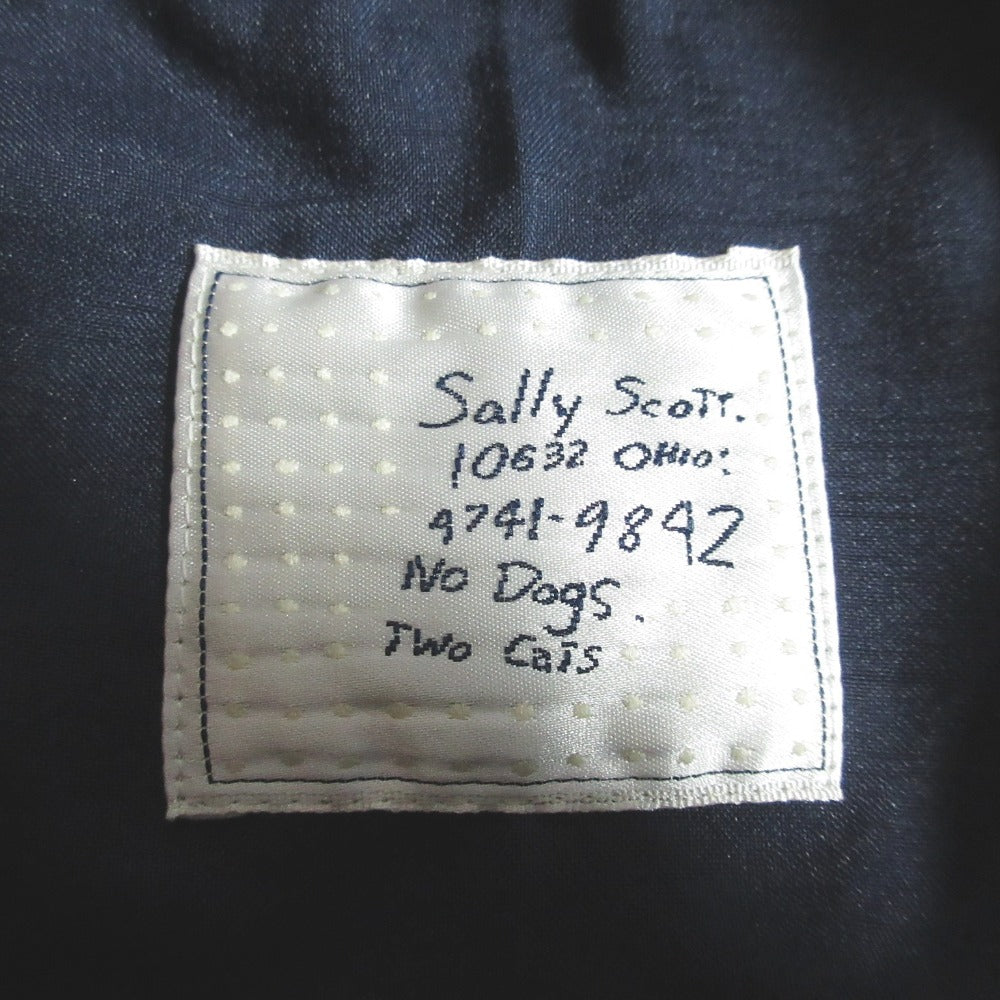 Sally Scott.
10632 Ohio:
4741-9842
No Dogs.
Two Cats